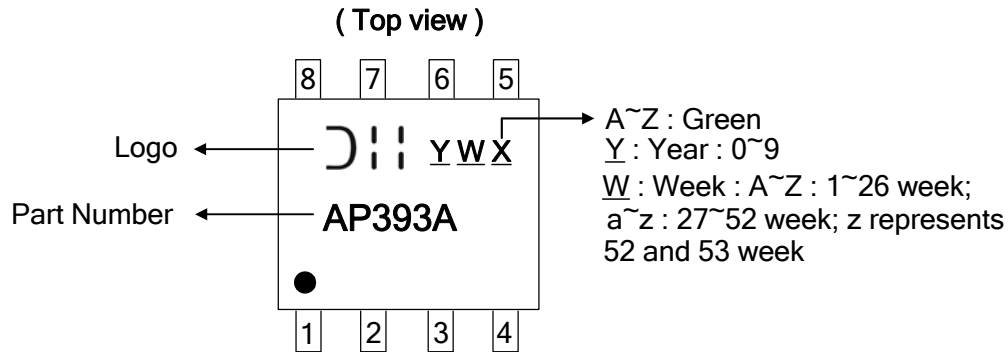 ( Top view )
8 7 6 5
Logo
Y W X
A~Z : Green
Y : Year : 0~9
W : Week : A~Z : 1~26 week;
a~z : 27~52 week; z represents
52 and 53 week
Part Number
AP393A
1 2 3 4